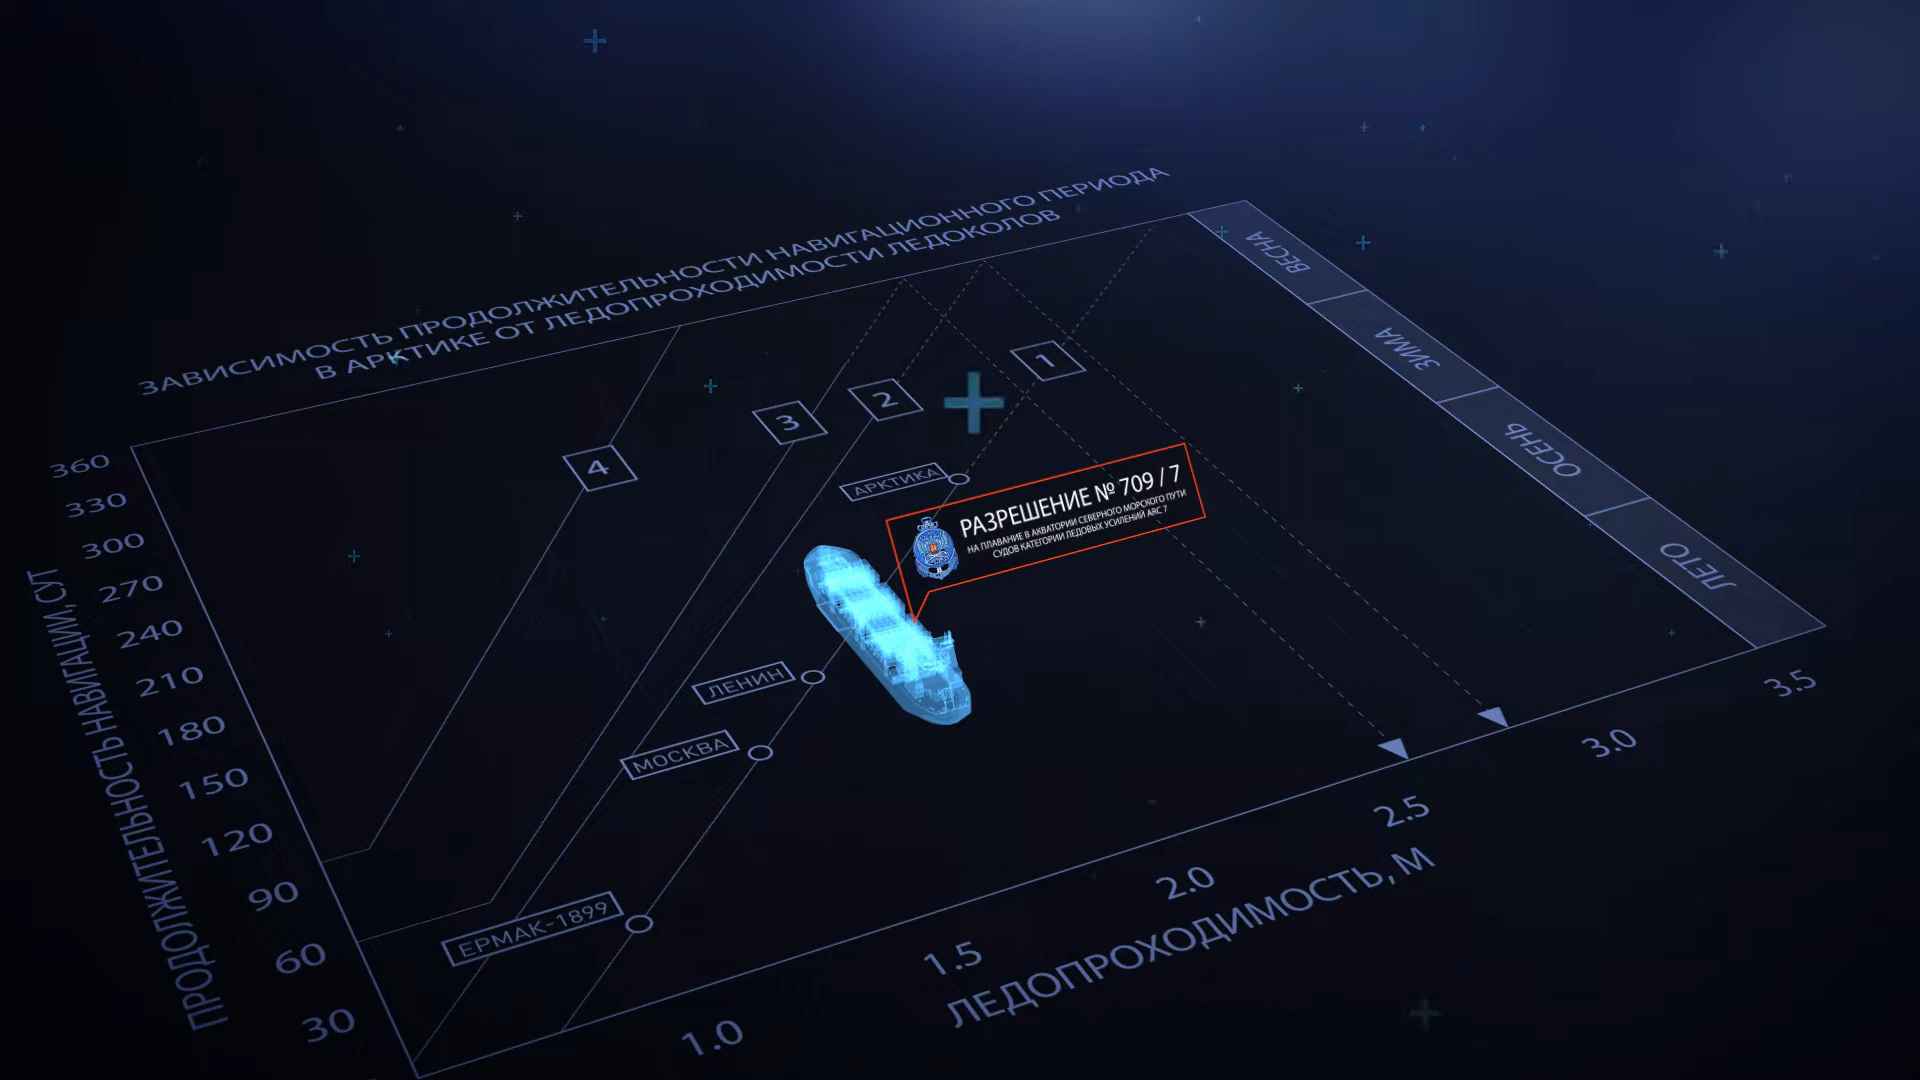 ЗАВИСИМОСТЬ ПРОДОЛЖИТЕЛЬНОСТИ НАВИГАЦИОННОГО ПЕРИОДА
В АРКТИКЕ ОТ ЛЕДОПРОХОДИМОСТИ ЛЕДОКОЛОВ
ВЕСНА
ЗИМА
ОСЕНЬ
ЛЕТО
1
2
3
4
АРКТИКА
РАЗРЕШЕНИЕ № 709 / 7
НА ПЛАВАНИЕ В АКВАТОРИИ СЕВЕРНОГО МОРСКОГО ПУТИ
СУДОВ КАТЕГОРИИ ЛЕДОВЫХ УСИЛЕНИЙ ARC 7
ЛЕНИН
МОСКВА
ЕРМАК-1899
ПРОДОЛЖИТЕЛЬНОСТЬ НАВИГАЦИИ, СУТ
360
330
300
270
240
210
180
150
120
90
60
30
1.0
1.5
2.0
2.5
3.0
3.5
ЛЕДОПРОХОДИМОСТЬ, М